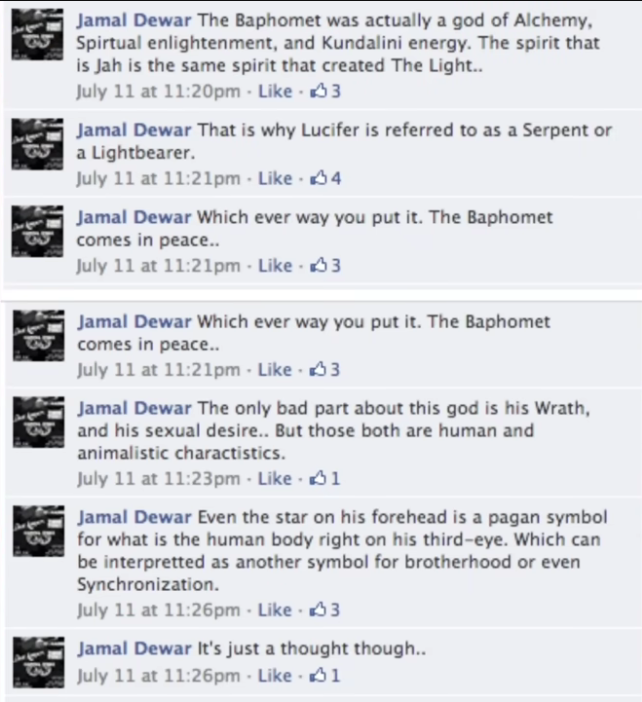 Jamal Dewar The Baphomet was actually a god of Alchemy,
Spirtual enlightenment, and Kundalini energy. The spirit that
is Jah is the same spirit that created The Light..
July 11 at 11:20pm · Like · 3
Jamal Dewar That is why Lucifer is referred to as a Serpent or
a Lightbearer.
July 11 at 11:21pm · Like · 4
Jamal Dewar Which ever way you put it. The Baphomet
comes in peace..
July 11 at 11:21pm · Like · 3
Jamal Dewar Which ever way you put it. The Baphomet
comes in peace..
July 11 at 11:21pm · Like · 3
Jamal Dewar The only bad part about this god is his Wrath,
and his sexual desire.. But those both are human and
animalistic charactistics.
July 11 at 11:23pm · Like · 1
Jamal Dewar Even the star on his forehead is a pagan symbol
for what is the human body right on his third-eye. Which can
be interpretted as another symbol for brotherhood or even
Synchronization.
July 11 at 11:26pm · Like · 3
Jamal Dewar It's just a thought though..
July 11 at 11:26pm · Like · 1